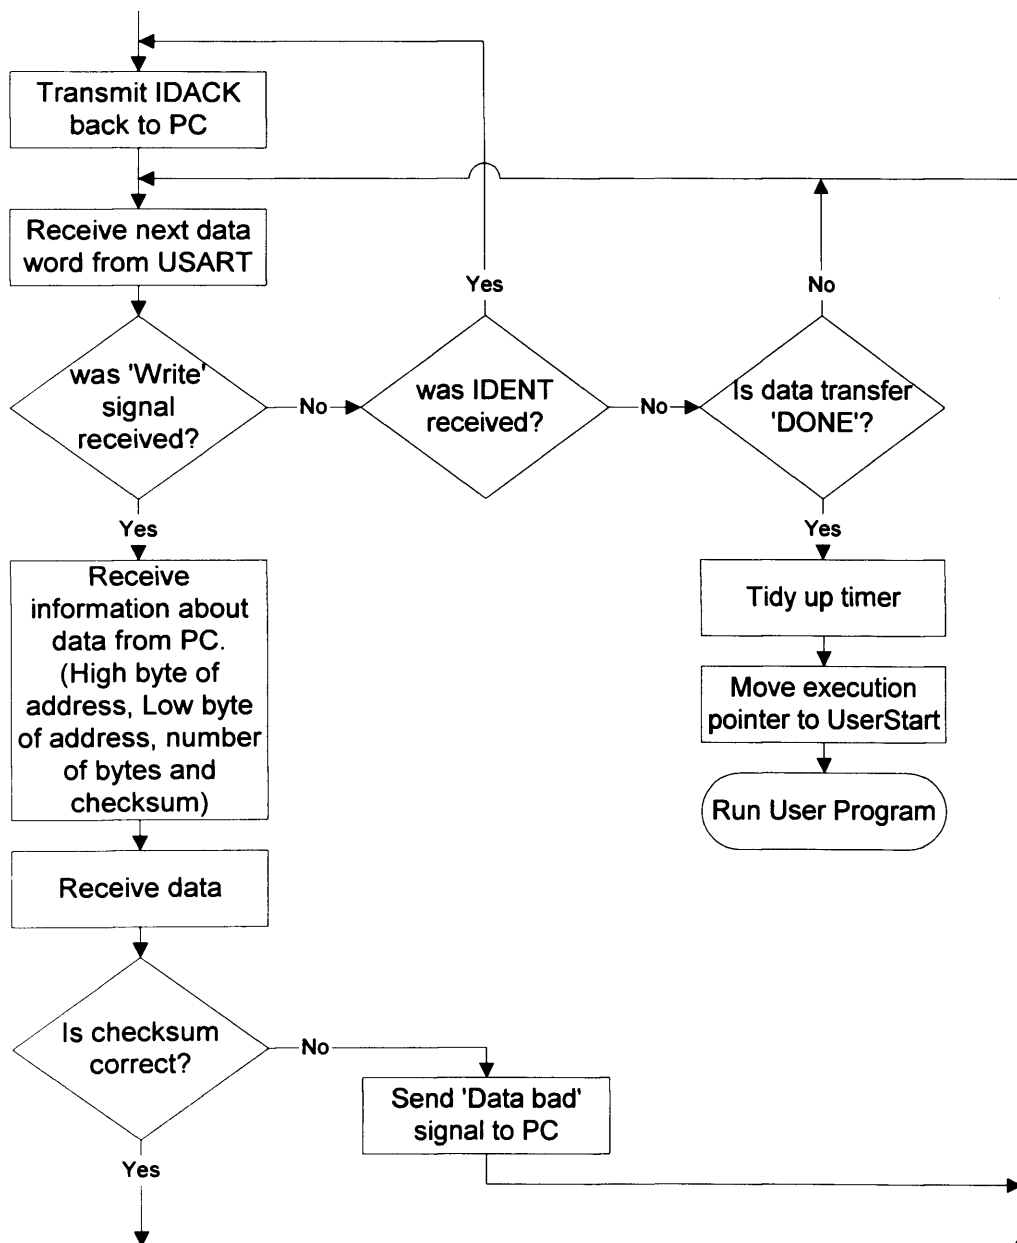 Transmit IDACK
back to PC
Receive next data
word from USART
Yes
No
was 'Write'
signal
received?
No
was IDENT
received?
No
Is data transfer
'DONE'?
Yes
Yes
Receive
information about
data from PC.
(High byte of
address, Low byte
of address, number
of bytes and
checksum)
Tidy up timer
Move execution
pointer to UserStart
Run User Program
Receive data
Is checksum
correct?
No
Send 'Data bad'
signal to PC
Yes